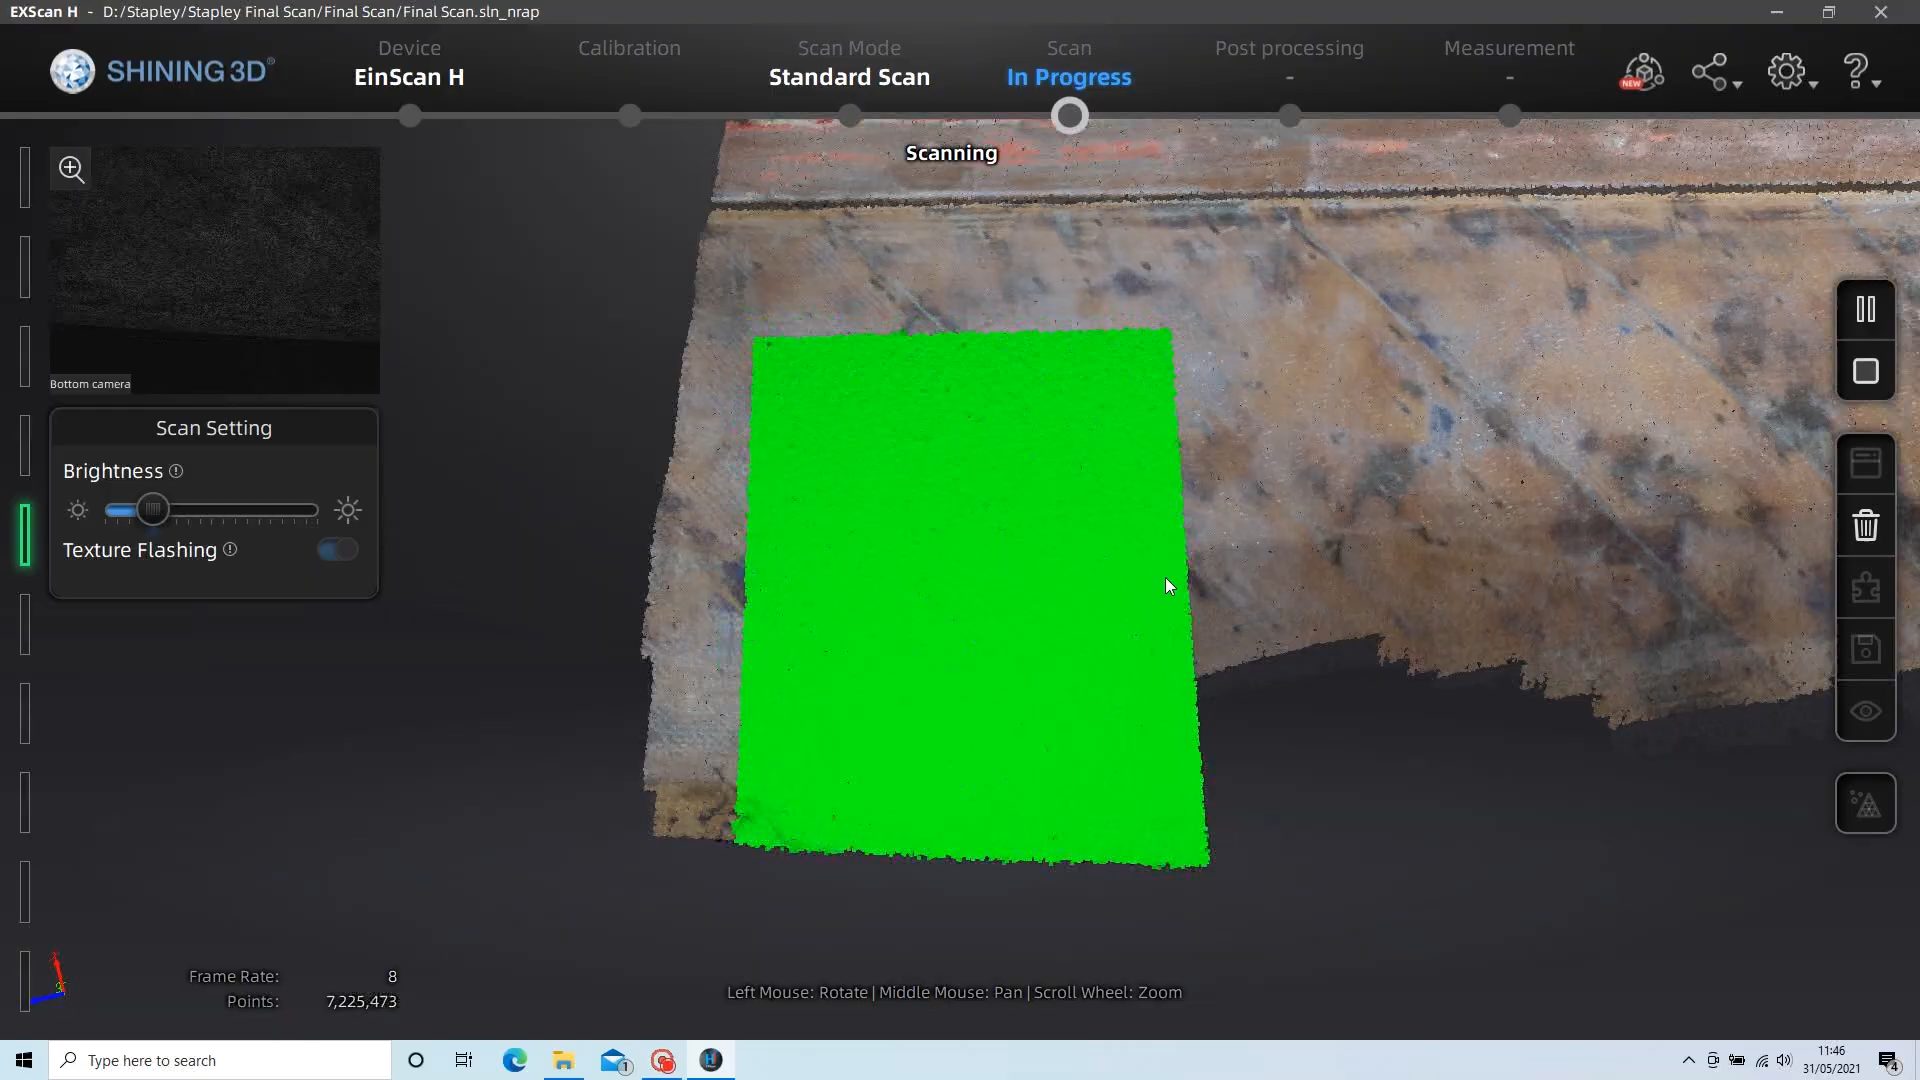 EXScan H - D:/Stapley/Stapley Final Scan/Final Scan/Final Scan.sln_nrap
SHINING 3D®
Device
EinScan H
Calibration
Scan Mode
Standard Scan
Scan
In Progress
Post processing
-
Measurement
-
NEW
Scanning
Bottom camera
Scan Setting
Brightness
Texture Flashing
Frame Rate: 8
Points: 7,225,473
Left Mouse: Rotate | Middle Mouse: Pan | Scroll Wheel: Zoom
Type here to search
1
H
11:46
31/05/2021
4